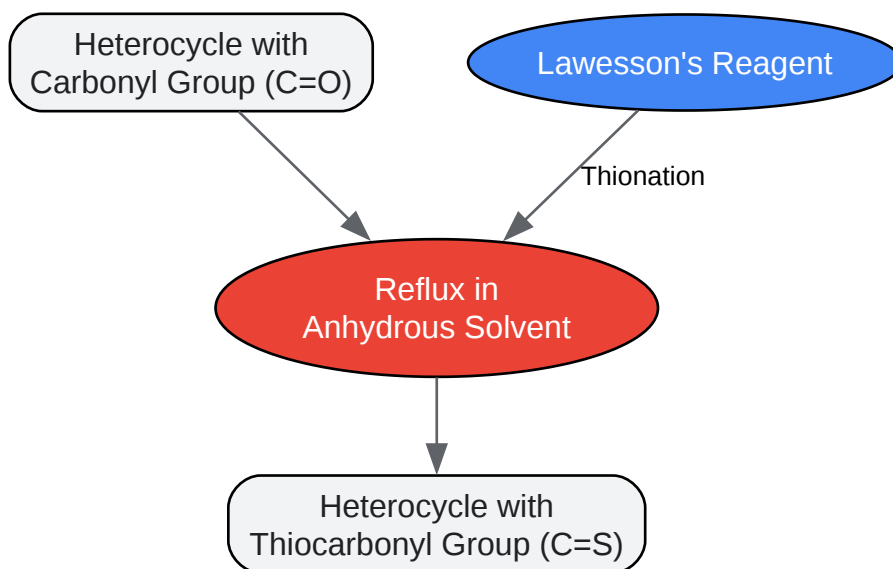 Heterocycle with
Carbonyl Group (C=O)
Lawesson's Reagent
Thionation
Reflux in
Anhydrous Solvent
Heterocycle with
Thiocarbonyl Group (C=S)